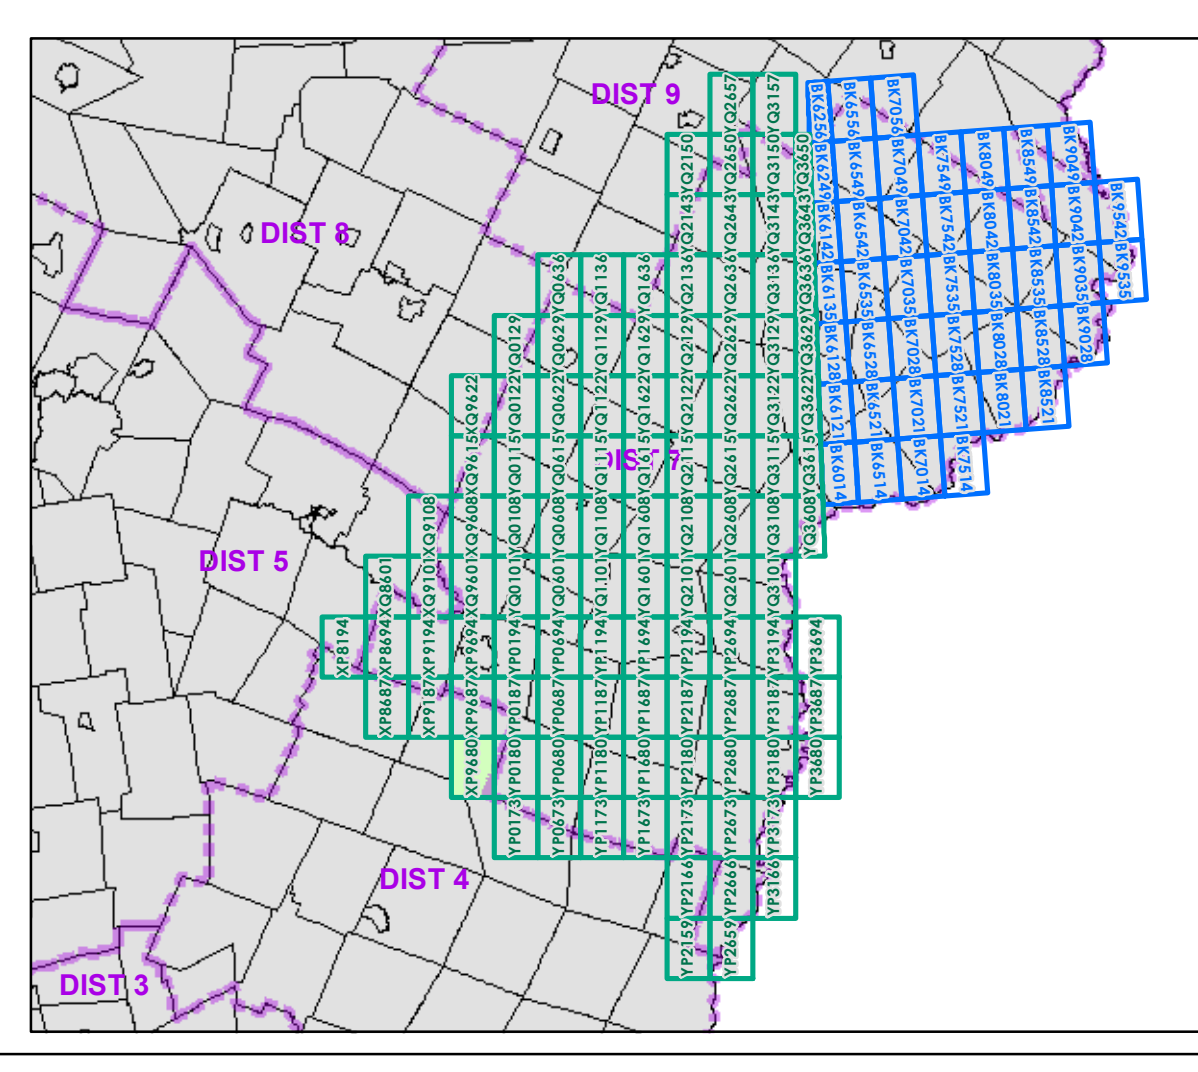 DIST 9
DIST 8
DIST 7
DIST 5
DIST 4
DIST 3
YQ2657 YQ3157
YQ2150 YQ2650 YQ3150 YQ3650
YQ2143 YQ2643 YQ3143 YQ3643
YQ0636 YQ1136 YQ1636 YQ2136 YQ2636 YQ3136 YQ3636
YQ0129 YQ0629 YQ1129 YQ1629 YQ2129 YQ2629 YQ3129 YQ3629
XQ9622 YQ0122 YQ0622 YQ1122 YQ1622 YQ2122 YQ2622 YQ3122 YQ3622
XQ9615 YQ0115 YQ0615 YQ1115 YQ1615 YQ2115 YQ2615 YQ3115 YQ3615
XQ9108 XQ9608 YQ0108 YQ0608 YQ1108 YQ1608 YQ2108 YQ2608 YQ3108 YQ3608
XQ8601 XQ9101 XQ9601 YQ0101 YQ0601 YQ1101 YQ1601 YQ2101 YQ2601 YQ3101
XP8194 XP8694 XP9194 XP9694 YP0194 YP0694 YP1194 YP1694 YP2194 YP2694 YP3194 YP3694
XP8687 XP9187 XP9687 YP0187 YP0687 YP1187 YP1687 YP2187 YP2687 YP3187 YP3687
XP9680 YP0180 YP0680 YP1180 YP1680 YP2180 YP2680 YP3180 YP3680
YP0173 YP0673 YP1173 YP1673 YP2173 YP2673 YP3173
YP2166 YP2666 YP3166
YP2159 YP2659
BK6256 BK6556 BK7056
BK6249 BK6549 BK7049 BK7549 BK8049 BK8549 BK9049
BK6142 BK6542 BK7042 BK7542 BK8042 BK8542 BK9042 BK9542
BK6135 BK6535 BK7035 BK7535 BK8035 BK8535 BK9035 BK9535
BK6128 BK6528 BK7028 BK7528 BK8028 BK8528 BK9028
BK6121 BK6521 BK7021 BK7521 BK8021 BK8521
BK6014 BK6514 BK7014 BK7514